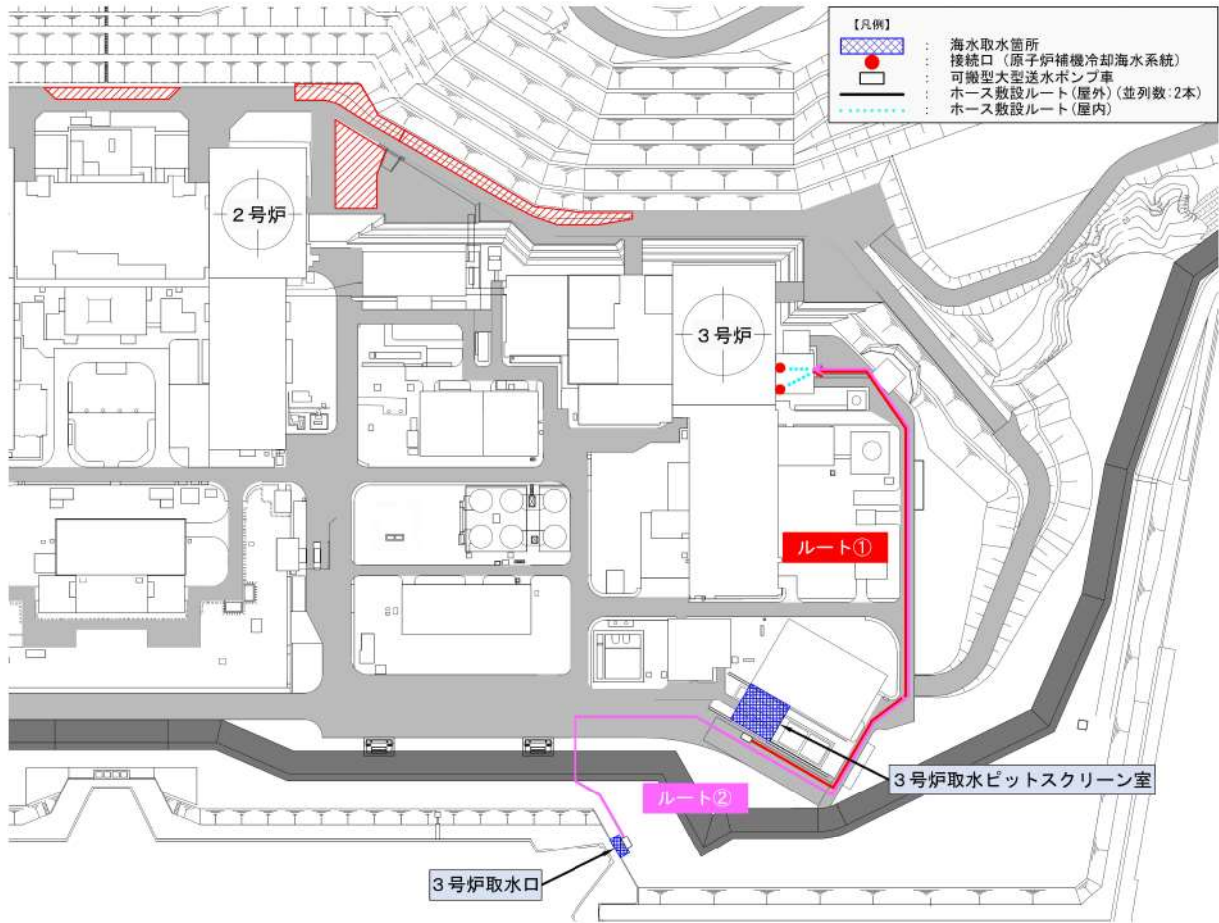 【凡例】
： 海水取水箇所
： 接続口（原子炉補機冷却海水系統）
： 可搬型大型送水ポンプ車
： ホース敷設ルート（屋外）（並列数：2本）
： ホース敷設ルート（屋内）
２号炉
３号炉
ルート①
３号炉取水ピットスクリーン室
ルート②
３号炉取水口